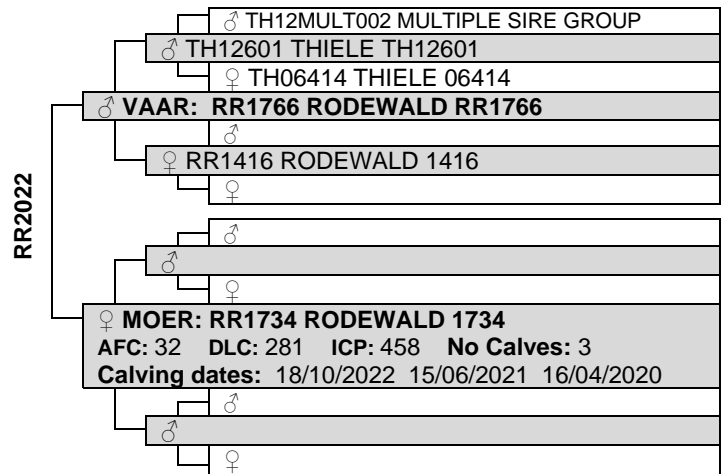 ♂ TH12MULT002 MULTIPLE SIRE GROUP
♂ TH12601 THIELE TH12601
♀ TH06414 THIELE 06414
♂ VAAR: RR1766 RODEWALD RR1766
♂
♀ RR1416 RODEWALD 1416
♀
RR2022
♂
♂
♀
♀ MOER: RR1734 RODEWALD 1734
AFC: 32 DLC: 281 ICP: 458 No Calves: 3
Calving dates: 18/10/2022 15/06/2021 16/04/2020
♂
♂
♀